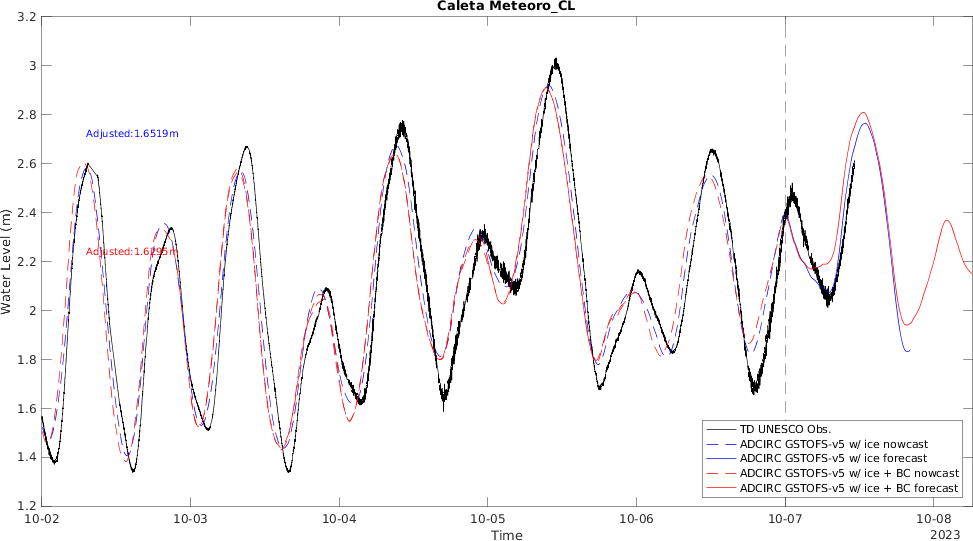 Caleta Meteoro_CL
3.2
3
2.8
2.6
2.4
2.2
2
1.8
1.6
1.4
1.2
Water Level (m)
Adjusted:1.6519m
Adjusted:1.6295m
TD UNESCO Obs.
ADCIRC GSTOFS-v5 w/ ice nowcast
ADCIRC GSTOFS-v5 w/ ice forecast
ADCIRC GSTOFS-v5 w/ ice + BC nowcast
ADCIRC GSTOFS-v5 w/ ice + BC forecast
10-02 10-03 10-04 10-05 10-06 10-07 10-08
Time
2023